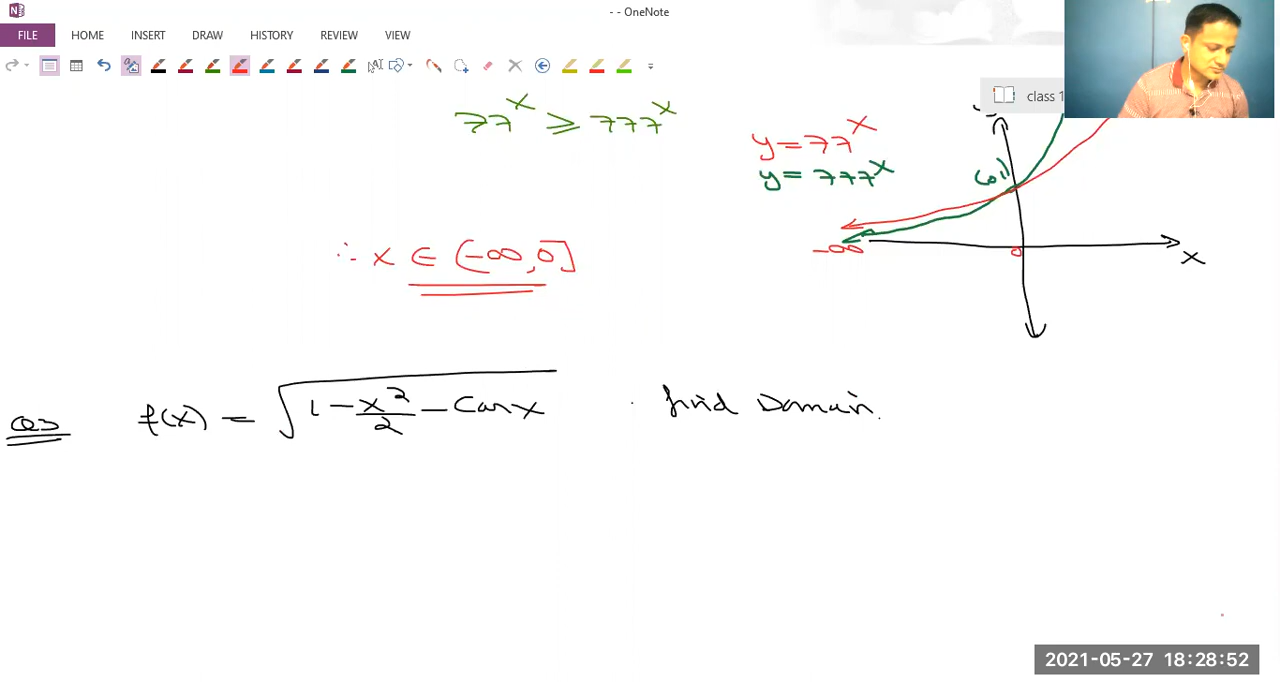 - - OneNote
FILE HOME INSERT DRAW HISTORY REVIEW VIEW
class 1
77^x ≥ 777^x
y = 77^x
y = 777^x
(0,1)
∴ x ∈ (-∞, 0]
-∞
0
x
Q3 f(x) = √(1 - x²/2 - Cos x) . find Domain.
2021-05-27 18:28:52